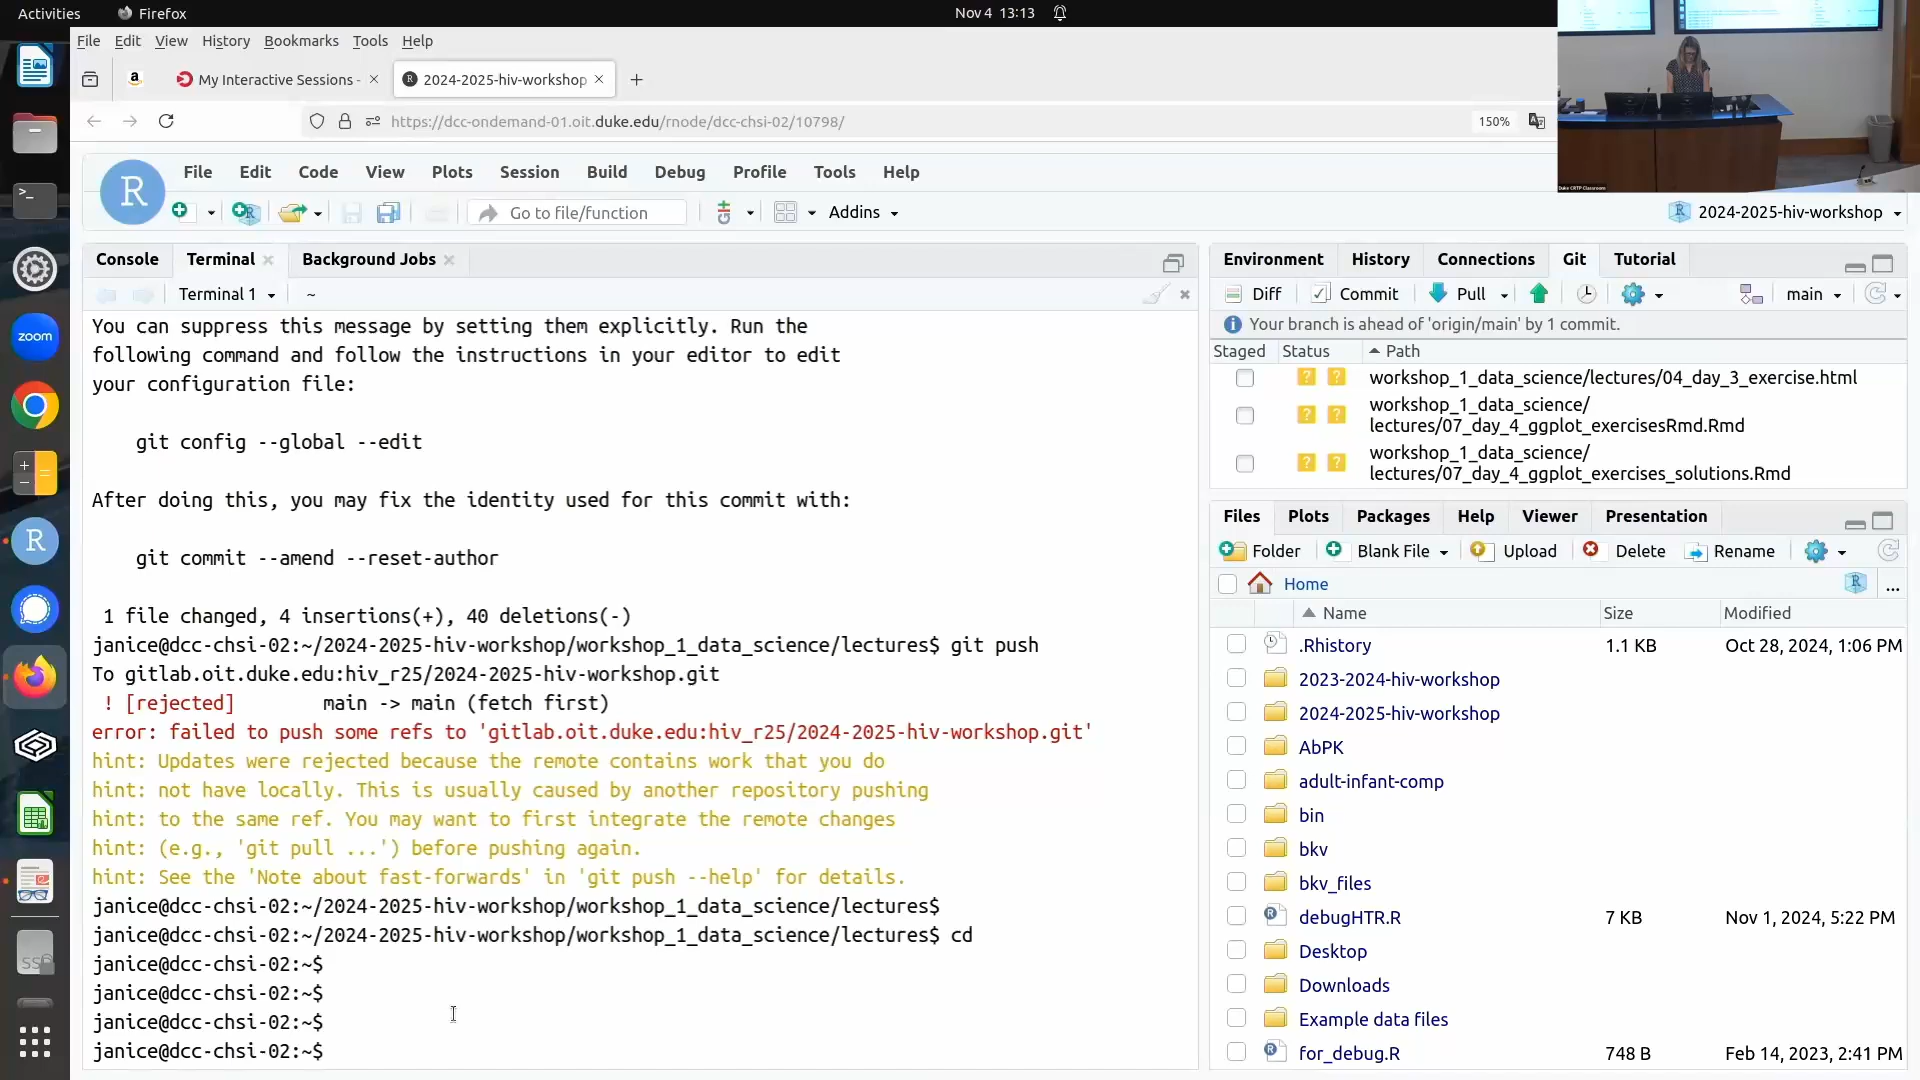 Activities
Firefox
Nov 4 13:13
File Edit View History Bookmarks Tools Help
My Interactive Sessions -
2024-2025-hiv-workshop
https://dcc-ondemand-01.oit.duke.edu/rnode/dcc-chsi-02/10798/
150%
File Edit Code View Plots Session Build Debug Profile Tools Help
Go to file/function
Addins
2024-2025-hiv-workshop
Console Terminal Background Jobs
Terminal 1 ~
You can suppress this message by setting them explicitly. Run the
following command and follow the instructions in your editor to edit
your configuration file:
git config --global --edit
After doing this, you may fix the identity used for this commit with:
git commit --amend --reset-author
1 file changed, 4 insertions(+), 40 deletions(-)
janice@dcc-chsi-02:~/2024-2025-hiv-workshop/workshop_1_data_science/lectures$ git push
To gitlab.oit.duke.edu:hiv_r25/2024-2025-hiv-workshop.git
! [rejected] main -> main (fetch first)
error: failed to push some refs to 'gitlab.oit.duke.edu:hiv_r25/2024-2025-hiv-workshop.git'
hint: Updates were rejected because the remote contains work that you do
hint: not have locally. This is usually caused by another repository pushing
hint: to the same ref. You may want to first integrate the remote changes
hint: (e.g., 'git pull ...') before pushing again.
hint: See the 'Note about fast-forwards' in 'git push --help' for details.
janice@dcc-chsi-02:~/2024-2025-hiv-workshop/workshop_1_data_science/lectures$
janice@dcc-chsi-02:~/2024-2025-hiv-workshop/workshop_1_data_science/lectures$ cd
janice@dcc-chsi-02:~$
janice@dcc-chsi-02:~$
janice@dcc-chsi-02:~$
janice@dcc-chsi-02:~$
Environment History Connections Git Tutorial
Diff Commit Pull main
Your branch is ahead of 'origin/main' by 1 commit.
Staged Status Path
workshop_1_data_science/lectures/04_day_3_exercise.html
workshop_1_data_science/
lectures/07_day_4_ggplot_exercisesRmd.Rmd
workshop_1_data_science/
lectures/07_day_4_ggplot_exercises_solutions.Rmd
Files Plots Packages Help Viewer Presentation
Folder Blank File Upload Delete Rename
Home ...
Name Size Modified
.Rhistory 1.1 KB Oct 28, 2024, 1:06 PM
2023-2024-hiv-workshop
2024-2025-hiv-workshop
AbPK
adult-infant-comp
bin
bkv
bkv_files
debugHTR.R 7 KB Nov 1, 2024, 5:22 PM
Desktop
Downloads
Example data files
for_debug.R 748 B Feb 14, 2023, 2:41 PM
zoom
Duke CRTP Classroom